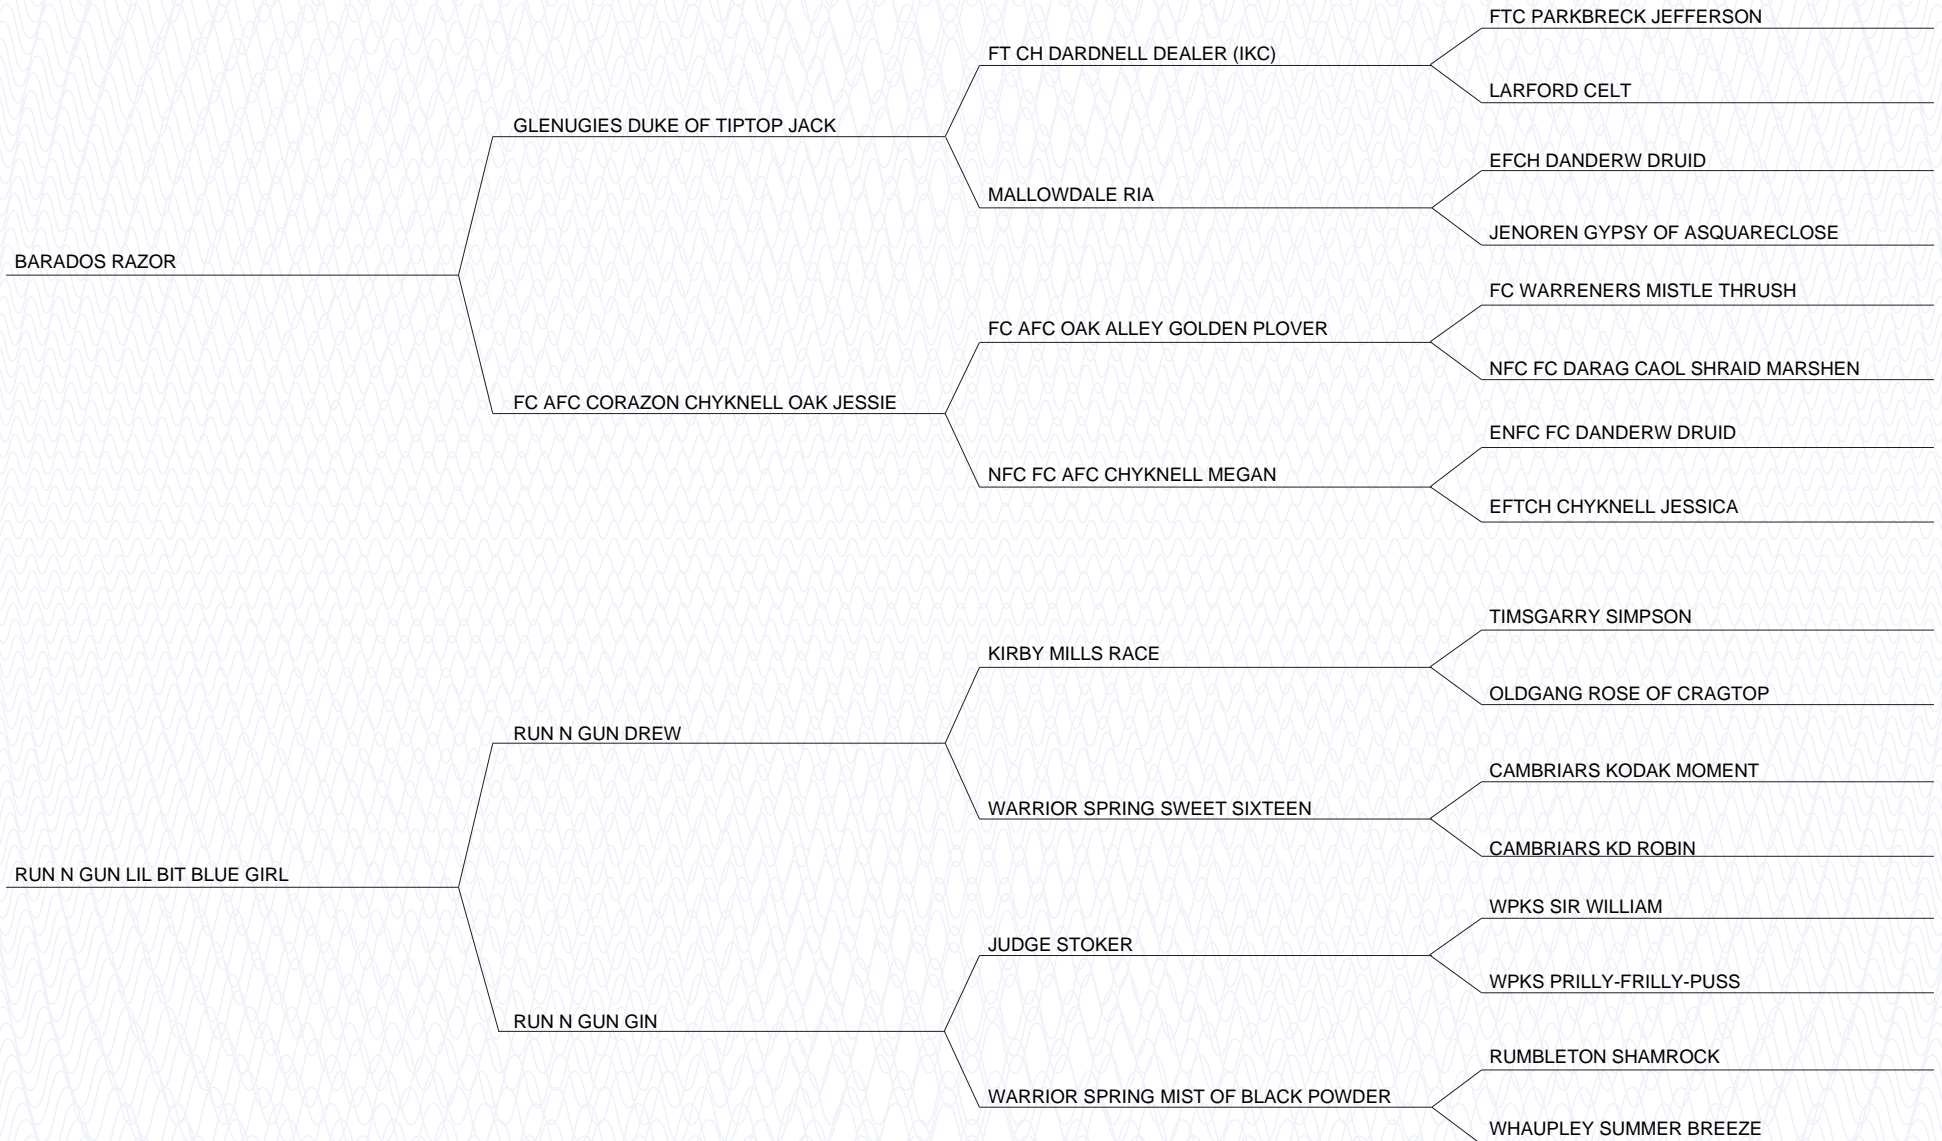 FTC PARKBRECK JEFFERSON
FT CH DARDNELL DEALER (IKC)
LARFORD CELT
GLENUGIES DUKE OF TIPTOP JACK
EFCH DANDERW DRUID
MALLOWDALE RIA
JENOREN GYPSY OF ASQUARECLOSE
BARADOS RAZOR
FC WARRENERS MISTLE THRUSH
FC AFC OAK ALLEY GOLDEN PLOVER
NFC FC DARAG CAOL SHRAID MARSHEN
FC AFC CORAZON CHYKNELL OAK JESSIE
ENFC FC DANDERW DRUID
NFC FC AFC CHYKNELL MEGAN
EFTCH CHYKNELL JESSICA
TIMSGARRY SIMPSON
KIRBY MILLS RACE
OLDGANG ROSE OF CRAGTOP
RUN N GUN DREW
CAMBRIARS KODAK MOMENT
WARRIOR SPRING SWEET SIXTEEN
CAMBRIARS KD ROBIN
RUN N GUN LIL BIT BLUE GIRL
WPKS SIR WILLIAM
JUDGE STOKER
WPKS PRILLY-FRILLY-PUSS
RUN N GUN GIN
RUMBLETON SHAMROCK
WARRIOR SPRING MIST OF BLACK POWDER
WHAUPLEY SUMMER BREEZE